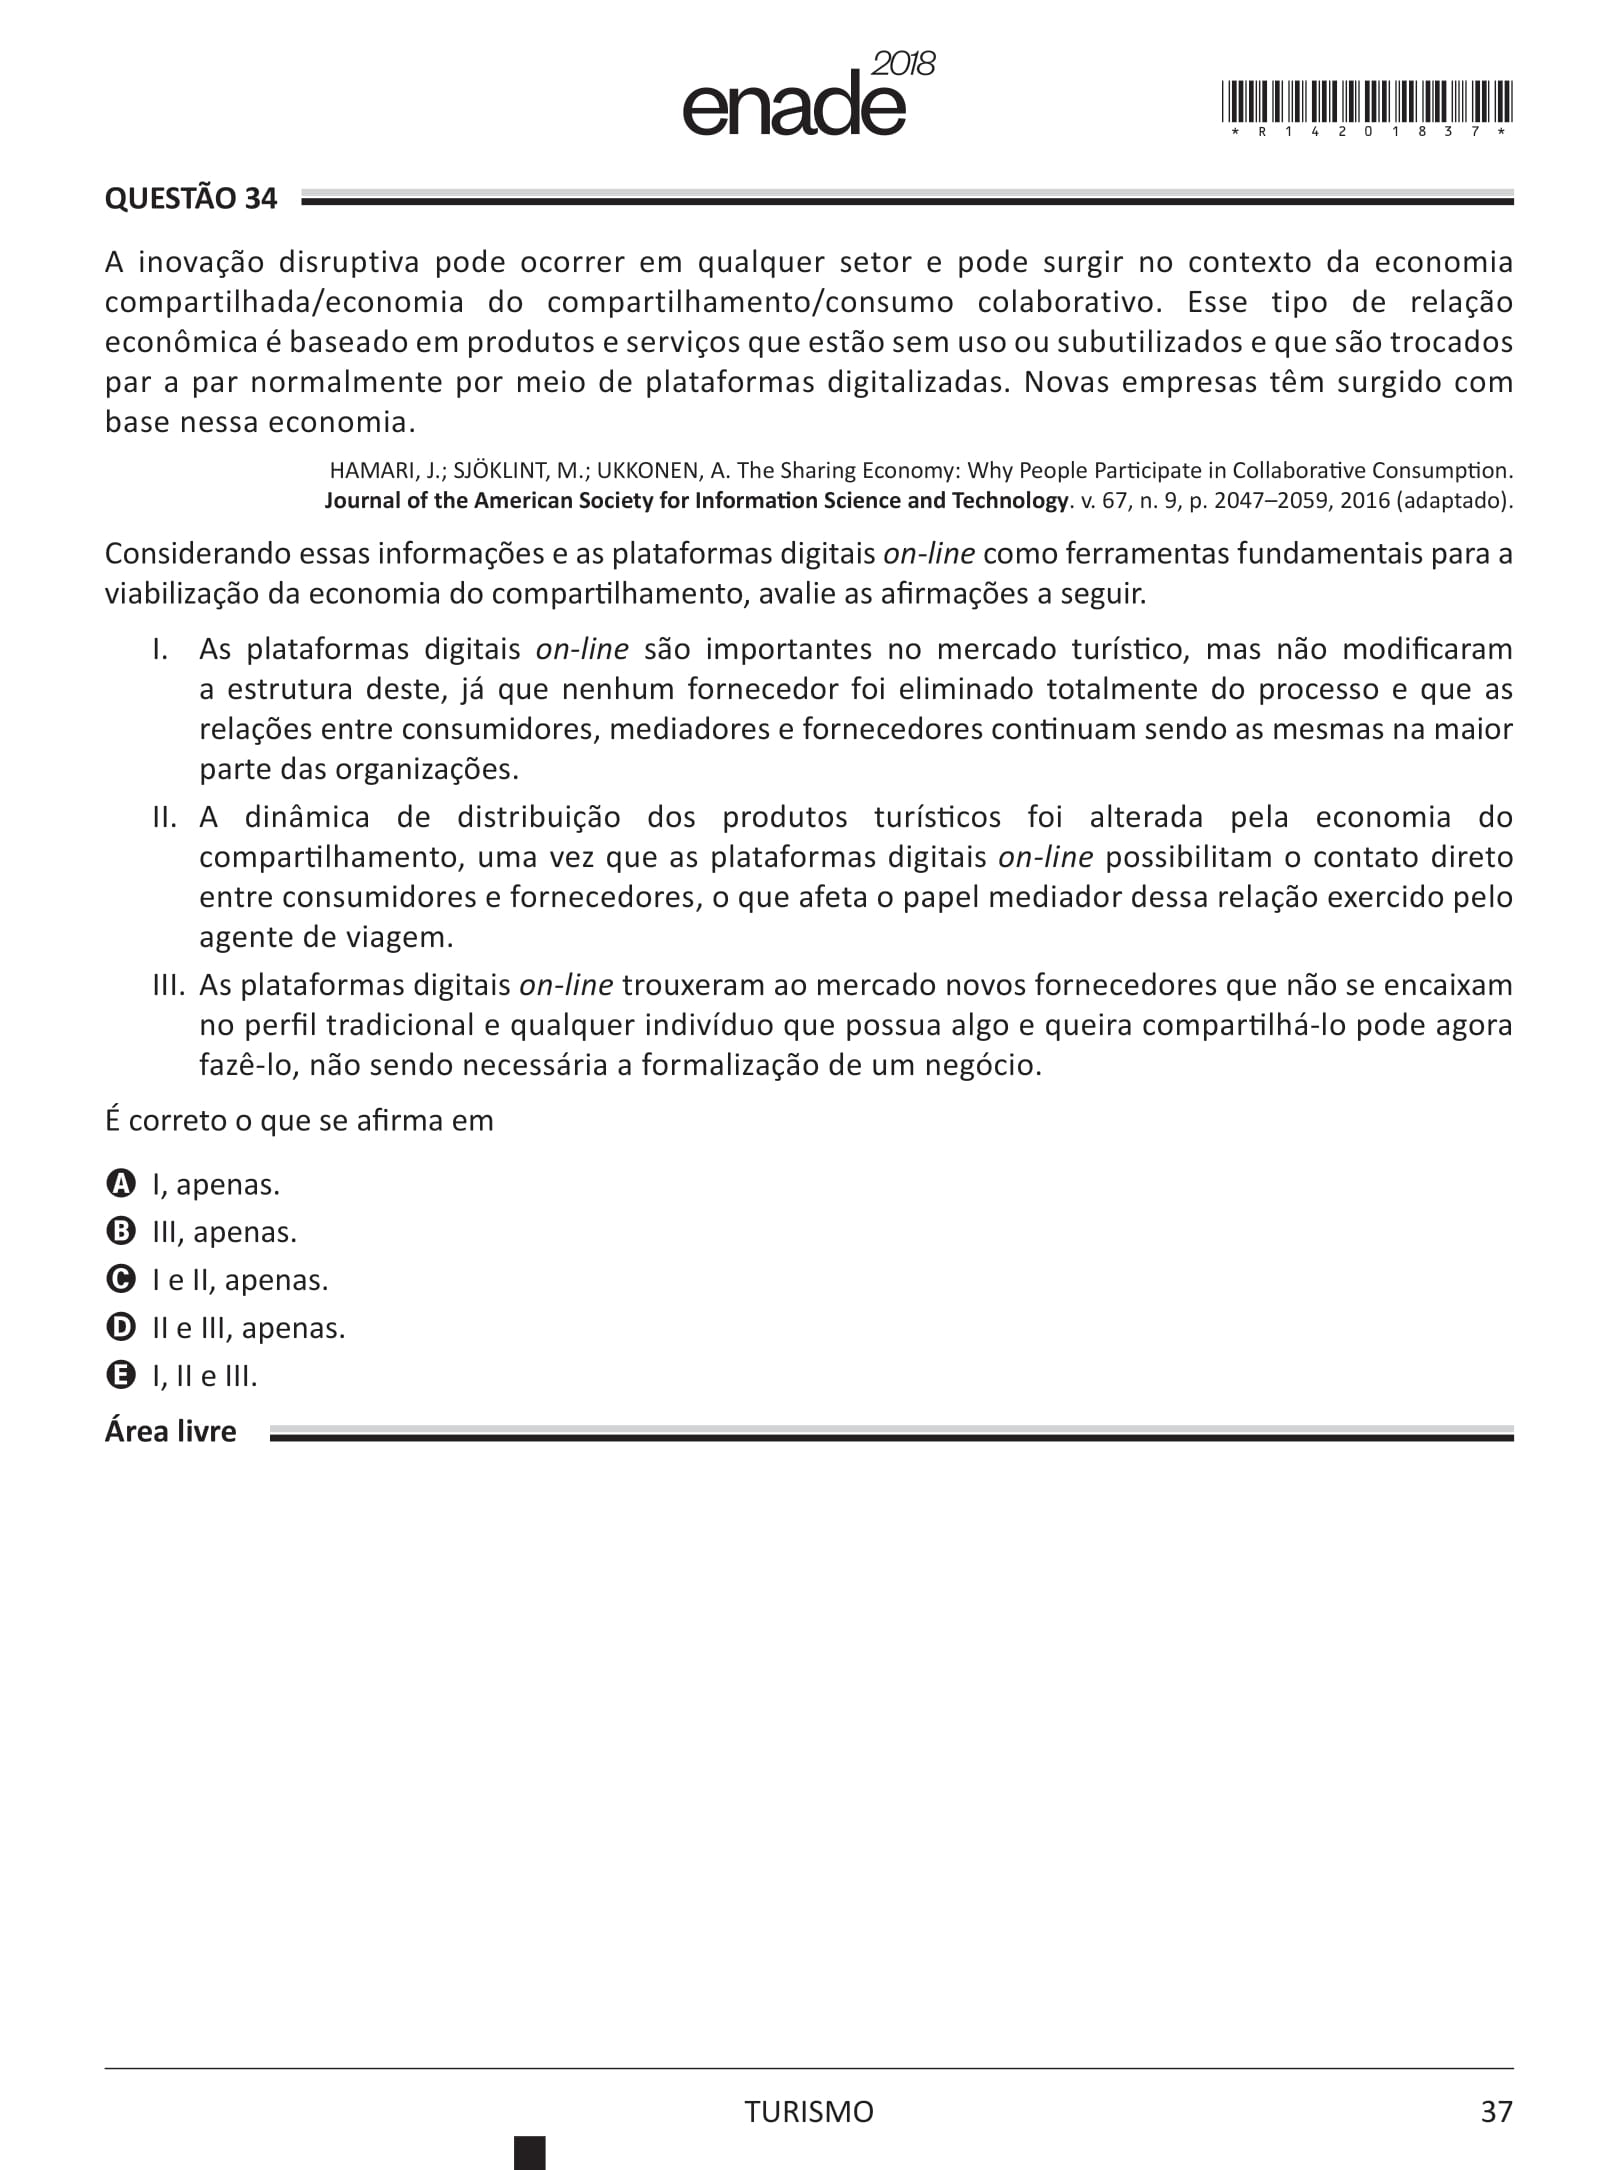 enade 2018
*R14201837*
QUESTÃO 34
A inovação disruptiva pode ocorrer em qualquer setor e pode surgir no contexto da economia
compartilhada/economia do compartilhamento/consumo colaborativo. Esse tipo de relação
econômica é baseado em produtos e serviços que estão sem uso ou subutilizados e que são trocados
par a par normalmente por meio de plataformas digitalizadas. Novas empresas têm surgido com
base nessa economia.
HAMARI, J.; SJÖKLINT, M.; UKKONEN, A. The Sharing Economy: Why People Participate in Collaborative Consumption.
Journal of the American Society for Information Science and Technology. v. 67, n. 9, p. 2047–2059, 2016 (adaptado).
Considerando essas informações e as plataformas digitais on-line como ferramentas fundamentais para a
viabilização da economia do compartilhamento, avalie as afirmações a seguir.
I. As plataformas digitais on-line são importantes no mercado turístico, mas não modificaram
a estrutura deste, já que nenhum fornecedor foi eliminado totalmente do processo e que as
relações entre consumidores, mediadores e fornecedores continuam sendo as mesmas na maior
parte das organizações.
II. A dinâmica de distribuição dos produtos turísticos foi alterada pela economia do
compartilhamento, uma vez que as plataformas digitais on-line possibilitam o contato direto
entre consumidores e fornecedores, o que afeta o papel mediador dessa relação exercido pelo
agente de viagem.
III. As plataformas digitais on-line trouxeram ao mercado novos fornecedores que não se encaixam
no perfil tradicional e qualquer indivíduo que possua algo e queira compartilhá-lo pode agora
fazê-lo, não sendo necessária a formalização de um negócio.
É correto o que se afirma em
A I, apenas.
B III, apenas.
C I e II, apenas.
D II e III, apenas.
E I, II e III.
Área livre
TURISMO
37